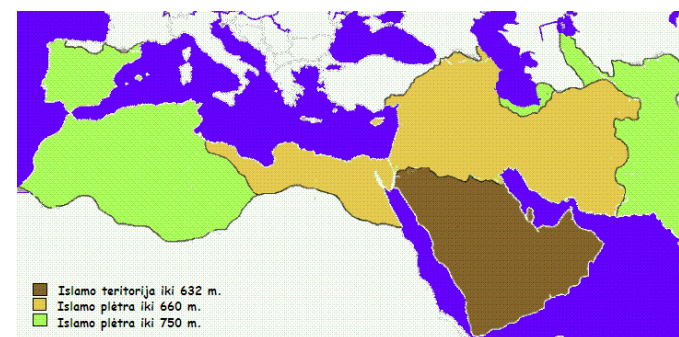 Islamo teritorija iki 632 m.
Islamo plėtra iki 660 m.
Islamo plėtra iki 750 m.